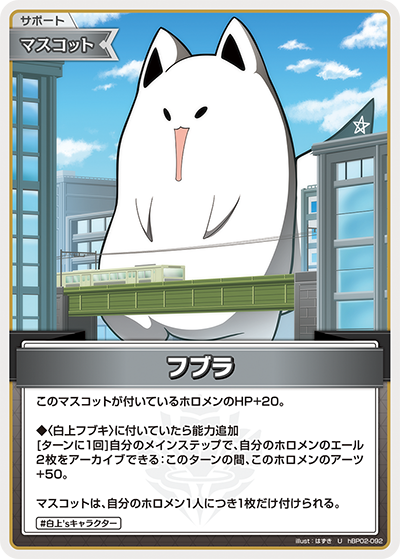 サポート
マスコット
フブラ
このマスコットが付いているホロメンのHP+20。
◆〈白上フブキ〉に付いていたら能力追加
[ターンに1回]自分のメインステップで、自分のホロメンのエール
2枚をアーカイブできる：このターンの間、このホロメンのアーツ
+50。
マスコットは、自分のホロメン1人につき1枚だけ付けられる。
#白上'sキャラクター
illust：はずき U hBP02-092